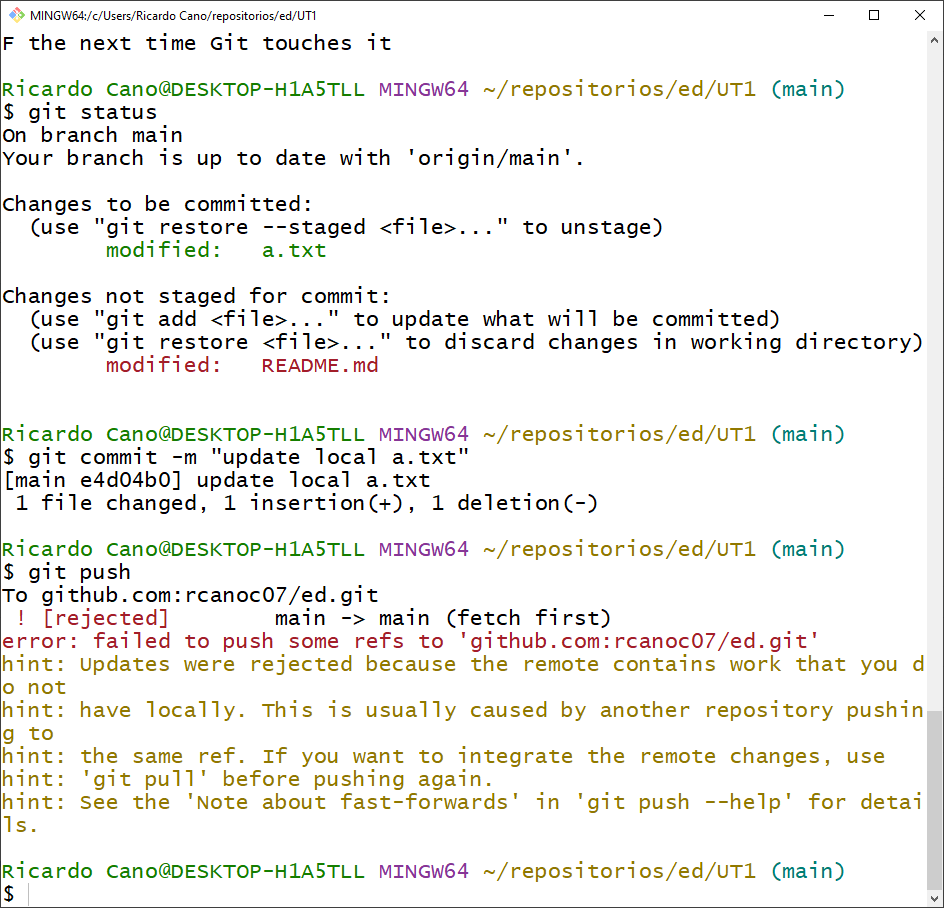 MINGW64:/c/Users/Ricardo Cano/repositorios/ed/UT1
F the next time Git touches it
Ricardo Cano@DESKTOP-H1A5TLL MINGW64 ~/repositorios/ed/UT1 (main)
$ git status
On branch main
Your branch is up to date with 'origin/main'.
Changes to be committed:
  (use "git restore --staged <file>..." to unstage)
        modified:   a.txt
Changes not staged for commit:
  (use "git add <file>..." to update what will be committed)
  (use "git restore <file>..." to discard changes in working directory)
        modified:   README.md
Ricardo Cano@DESKTOP-H1A5TLL MINGW64 ~/repositorios/ed/UT1 (main)
$ git commit -m "update local a.txt"
[main e4d04b0] update local a.txt
 1 file changed, 1 insertion(+), 1 deletion(-)
Ricardo Cano@DESKTOP-H1A5TLL MINGW64 ~/repositorios/ed/UT1 (main)
$ git push
To github.com:rcanoc07/ed.git
 ! [rejected]        main -> main (fetch first)
error: failed to push some refs to 'github.com:rcanoc07/ed.git'
hint: Updates were rejected because the remote contains work that you d
o not
hint: have locally. This is usually caused by another repository pushin
g to
hint: the same ref. If you want to integrate the remote changes, use
hint: 'git pull' before pushing again.
hint: See the 'Note about fast-forwards' in 'git push --help' for detai
ls.
Ricardo Cano@DESKTOP-H1A5TLL MINGW64 ~/repositorios/ed/UT1 (main)
$